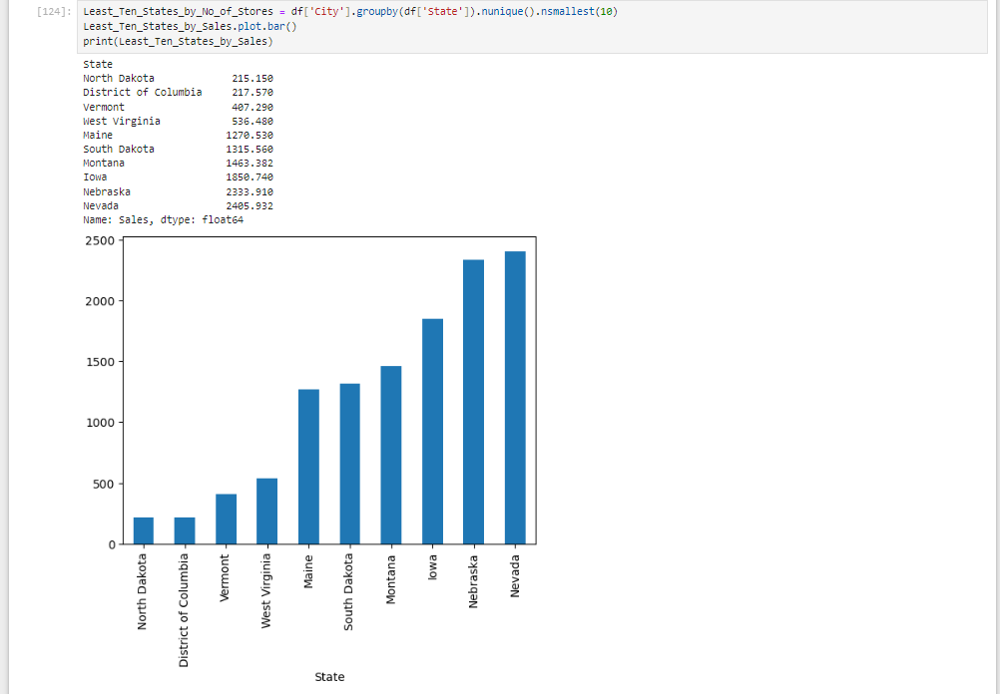 [124]: Least_Ten_States_by_No_of_Stores = df['City'].groupby(df['State']).nunique().nsmallest(10)
Least_Ten_States_by_Sales.plot.bar()
print(Least_Ten_States_by_Sales)
State
North Dakota 215.150
District of Columbia 217.570
Vermont 407.290
West Virginia 536.480
Maine 1270.530
South Dakota 1315.560
Montana 1463.382
Iowa 1850.740
Nebraska 2333.910
Nevada 2405.932
Name: Sales, dtype: float64
2500
2000
1500
1000
500
0
North Dakota
District of Columbia
Vermont
West Virginia
Maine
South Dakota
Montana
Iowa
Nebraska
Nevada
State